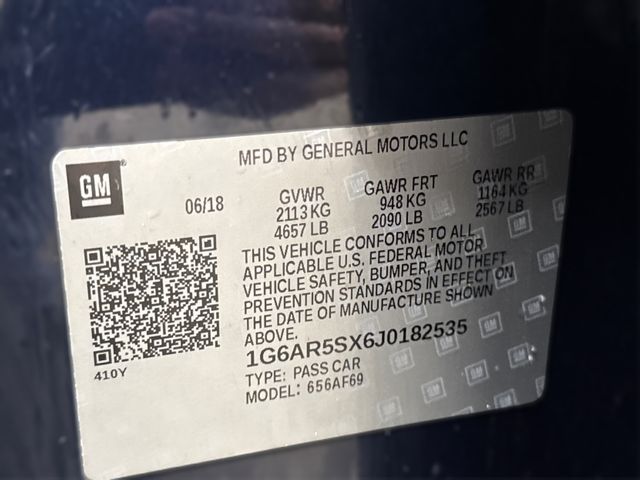 MFD BY GENERAL MOTORS LLC
GM
06/18
GVWR
2113 KG
4657 LB
GAWR FRT
948 KG
2090 LB
GAWR RR
1164 KG
2567 LB
THIS VEHICLE CONFORMS TO ALL
APPLICABLE U.S. FEDERAL MOTOR
VEHICLE SAFETY, BUMPER, AND THEFT
PREVENTION STANDARDS IN EFFECT ON
THE DATE OF MANUFACTURE SHOWN
ABOVE.
1G6AR5SX6J0182535
TYPE: PASS CAR
MODEL: 656AF69
410Y